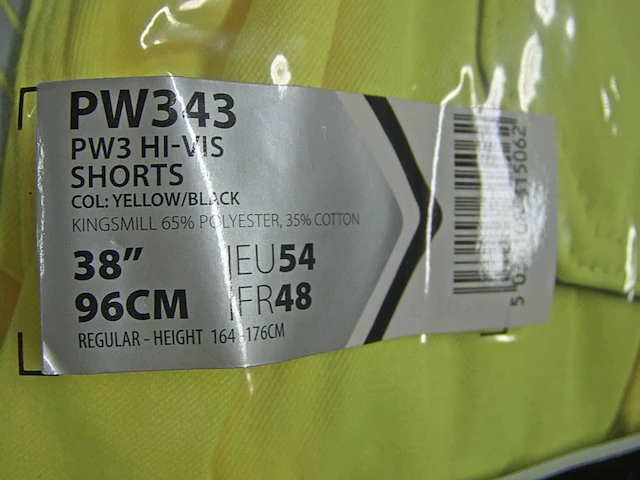 PW343
PW3 HI-VIS
SHORTS
COL: YELLOW/BLACK
KINGSMILL 65% POLYESTER, 35% COTTON
38” EU54
96CM FR48
REGULAR - HEIGHT 164-176CM